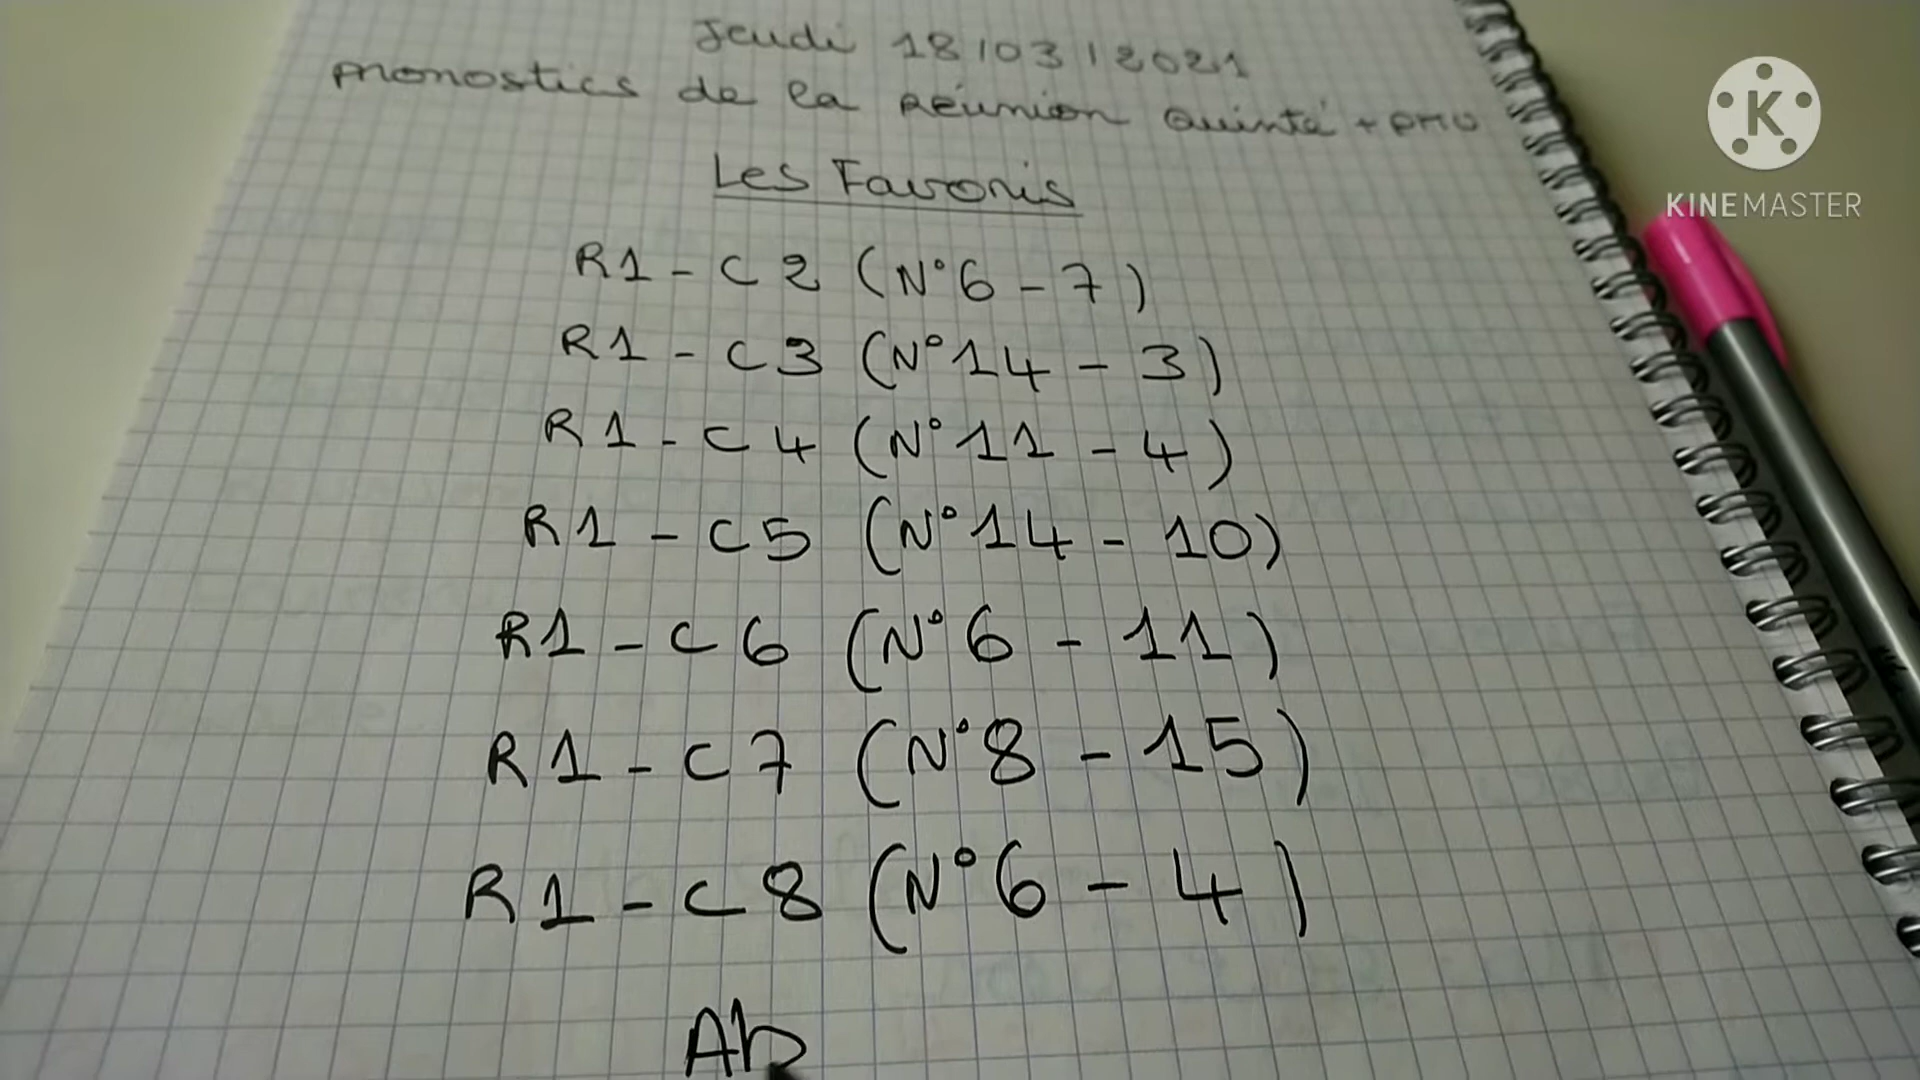 Jeudi 18/03/2021
pronostics de la Réunion Quinté + PMU
Les Favoris
R1 - C2 (N°6 - 7)
R1 - C3 (N°14 - 3)
R1 - C4 (N°11 - 4)
R1 - C5 (N°14 - 10)
R1 - C6 (N°6 - 11)
R1 - C7 (N°8 - 15)
R1 - C8 (N°6 - 4)
Ab
K
KINEMASTER